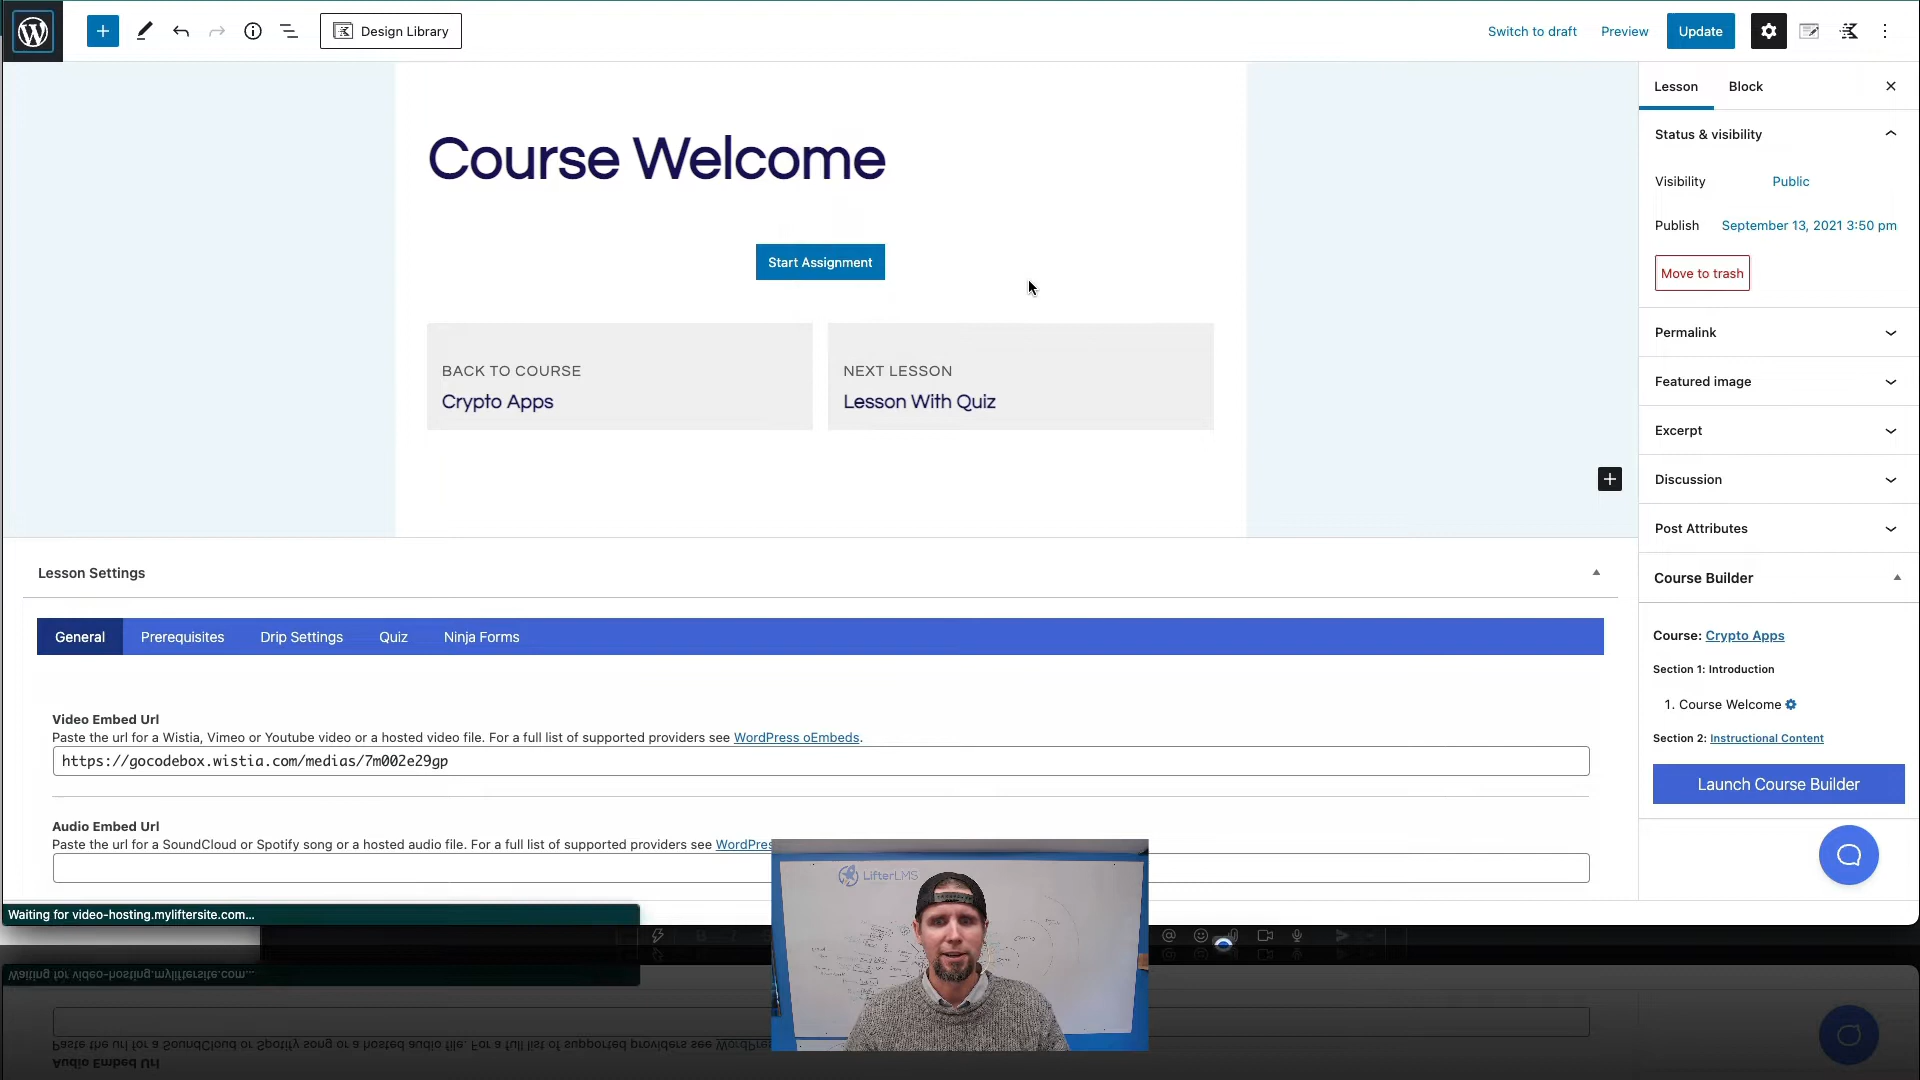 Design Library
Switch to draft
Preview
Update
Lesson
Block
Course Welcome
Start Assignment
BACK TO COURSE
Crypto Apps
NEXT LESSON
Lesson With Quiz
Status & visibility
Visibility
Public
Publish
September 13, 2021 3:50 pm
Move to trash
Permalink
Featured image
Excerpt
Discussion
Post Attributes
Course Builder
Course: Crypto Apps
Section 1: Introduction
1. Course Welcome
Section 2: Instructional Content
Launch Course Builder
Lesson Settings
General
Prerequisites
Drip Settings
Quiz
Ninja Forms
Video Embed Url
Paste the url for a Wistia, Vimeo or Youtube video or a hosted video file. For a full list of supported providers see WordPress oEmbeds.
https://gocodebox.wistia.com/medias/7m002e29gp
Audio Embed Url
Paste the url for a SoundCloud or Spotify song or a hosted audio file. For a full list of supported providers see WordPres
LifterLMS
Waiting for video-hosting.myliftersite.com...